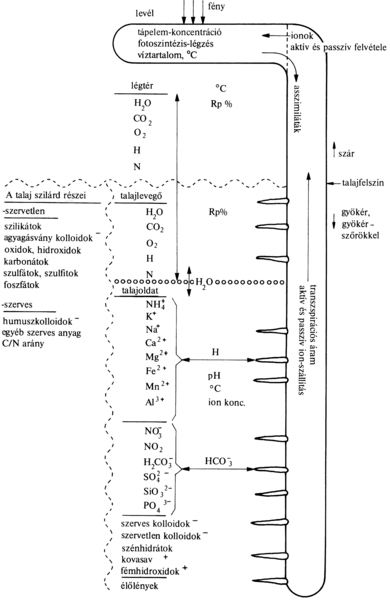 levél
fény
tápelem-koncentráció
fotoszintézis-légzés
víztartalom, °C
ionok
aktív és passzív felvétele
asszimiláták
légtér
°C
H₂O
Rp %
CO₂
O₂
H
N
szár
talajfelszín
gyökér,
gyökér-
szőrökkel
A talaj szilárd részei
-szervetlen
szilikátok
agyagásvány kolloidok⁻
oxidok, hidroxidok
karbonátok
szulfátok, szulfitok
foszfátok
-szerves
humuszkolloidok⁻
egyéb szerves anyag
C/N arány
talajlevegő
H₂O
Rp%
CO₂
O₂
H
N
H₂O
talajoldat
NH₄⁺
K⁺
Na⁺
Ca²⁺
Mg²⁺
Fe²⁺
Mn²⁺
Al³⁺
H
pH
°C
ion konc.
transzspirációs áram
aktív és passzív ion-szállítás
NO₃⁻
NO₂
H₂CO₃⁻
SO₄²⁻
SiO₃²⁻
PO₄³⁻
HCO₃⁻
szerves kolloidok⁻
szervetlen kolloidok⁻
szénhidrátok
kovasav⁺
fémhidroxidok⁺
élőlények